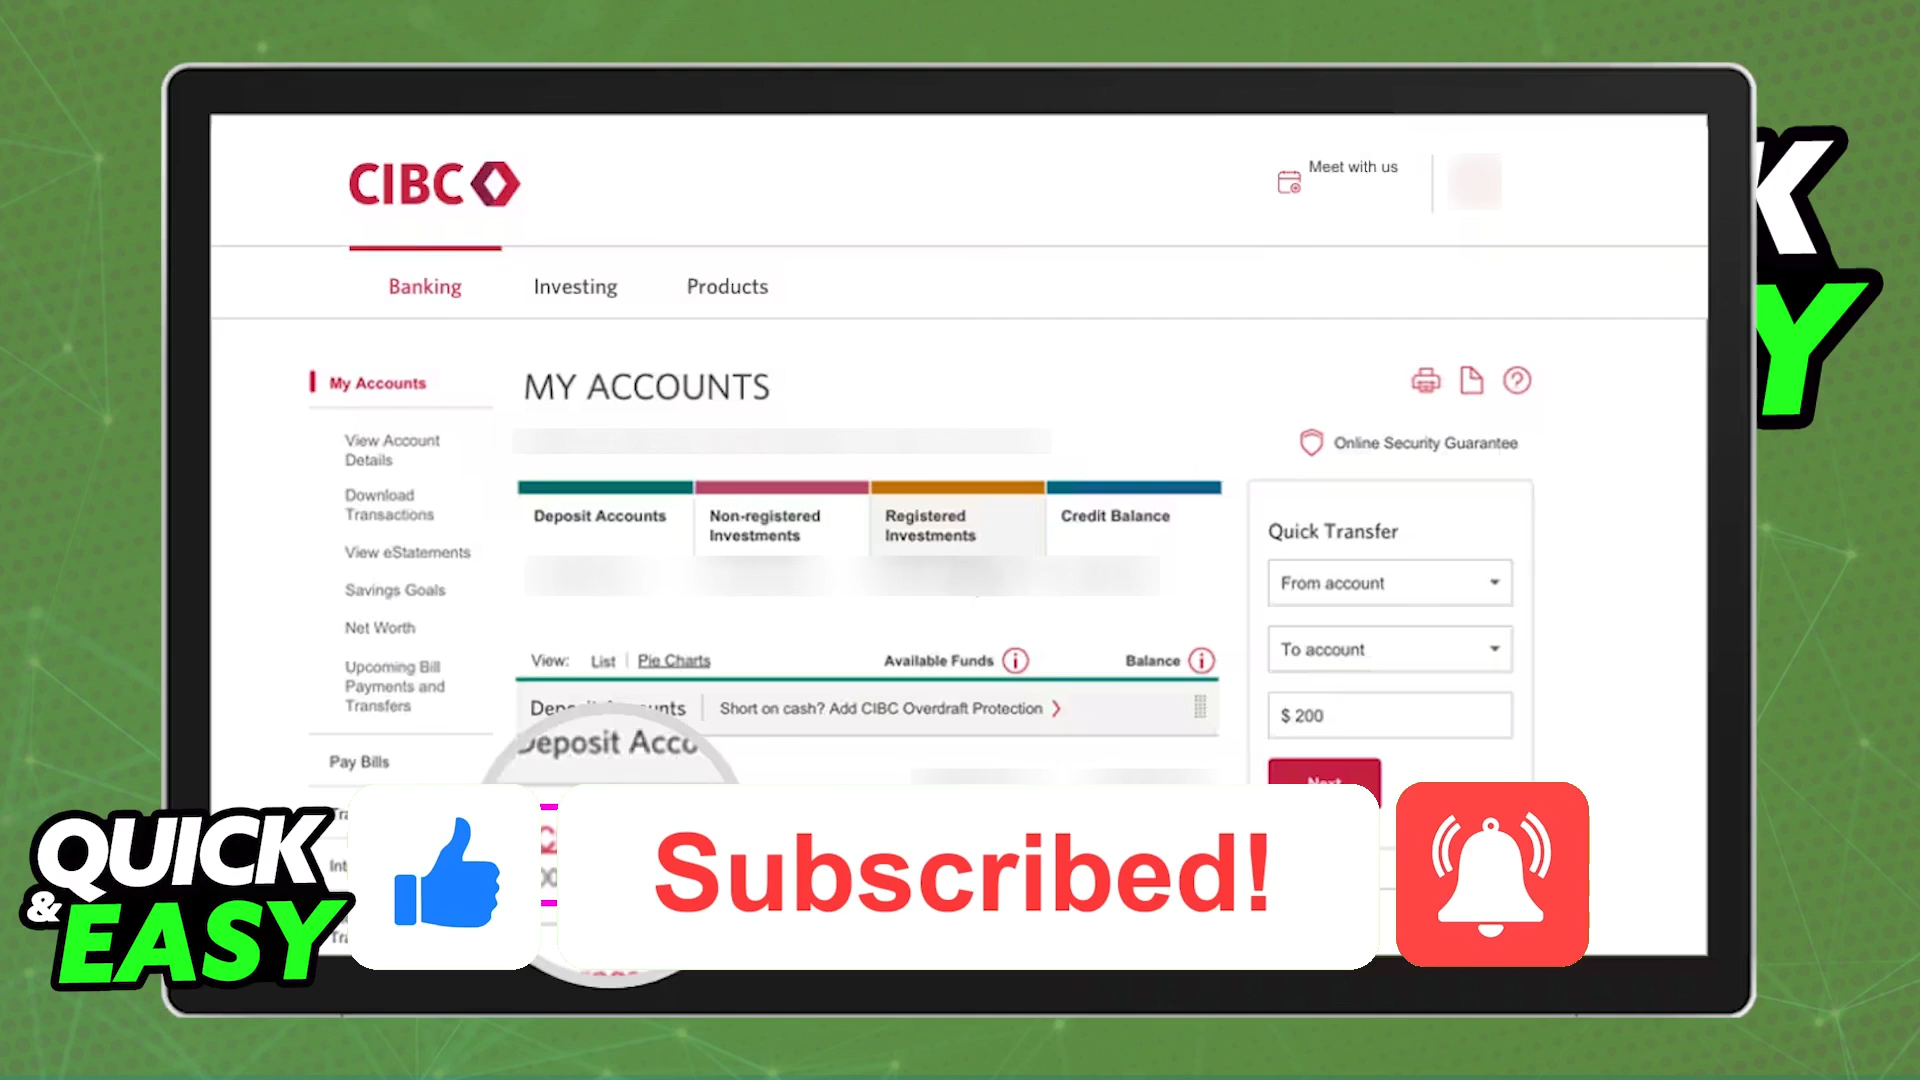 CIBC
Meet with us
Banking
Investing
Products
My Accounts
View Account
Details
Download
Transactions
View eStatements
Savings Goals
Net Worth
Upcoming Bill
Payments and
Transfers
Pay Bills
MY ACCOUNTS
Online Security Guarantee
Deposit Accounts
Non-registered
Investments
Registered
Investments
Credit Balance
View: List | Pie Charts
Available Funds
Balance
Short on cash? Add CIBC Overdraft Protection
Deposit Acco
Quick Transfer
From account
To account
$ 200
Next
Subscribed!
QUICK
& EASY
K
Y